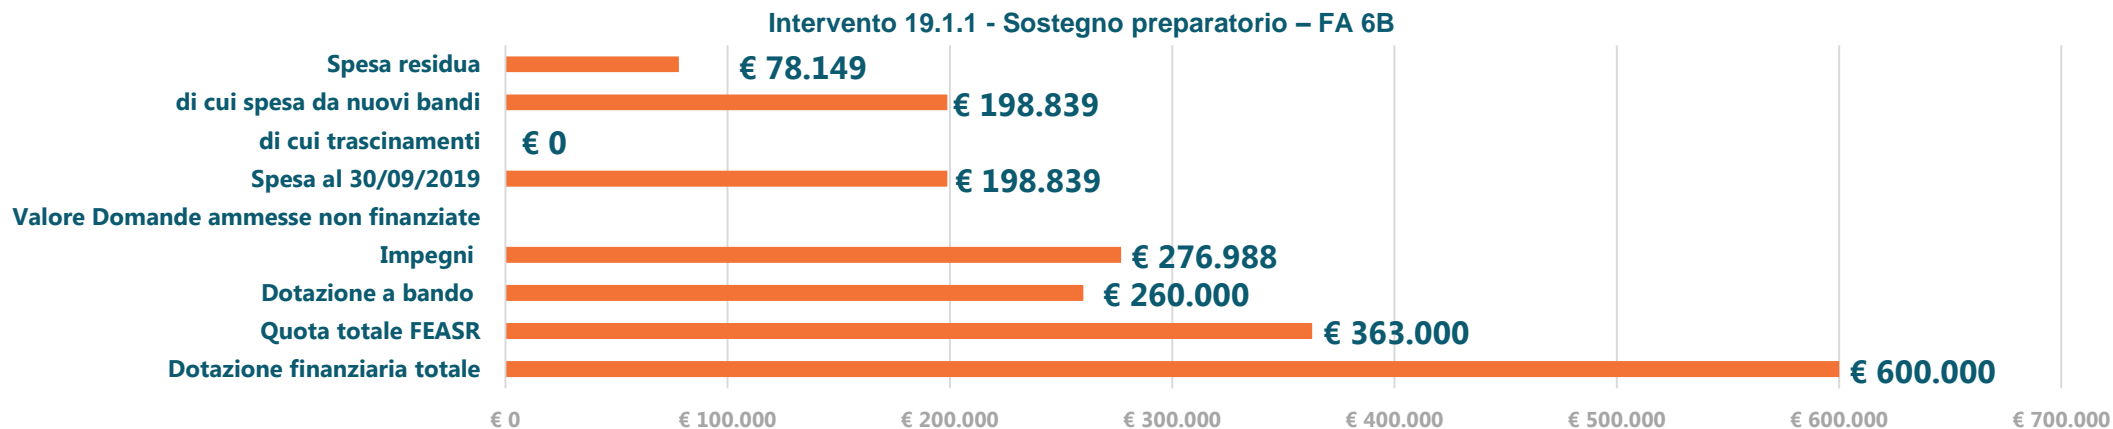 Intervento 19.1.1 - Sostegno preparatorio – FA 6B
Spesa residua € 78.149
di cui spesa da nuovi bandi € 198.839
di cui trascinamenti € 0
Spesa al 30/09/2019 € 198.839
Valore Domande ammesse non finanziate
Impegni € 276.988
Dotazione a bando € 260.000
Quota totale FEASR € 363.000
Dotazione finanziaria totale € 600.000
€ 0 € 100.000 € 200.000 € 300.000 € 400.000 € 500.000 € 600.000 € 700.000